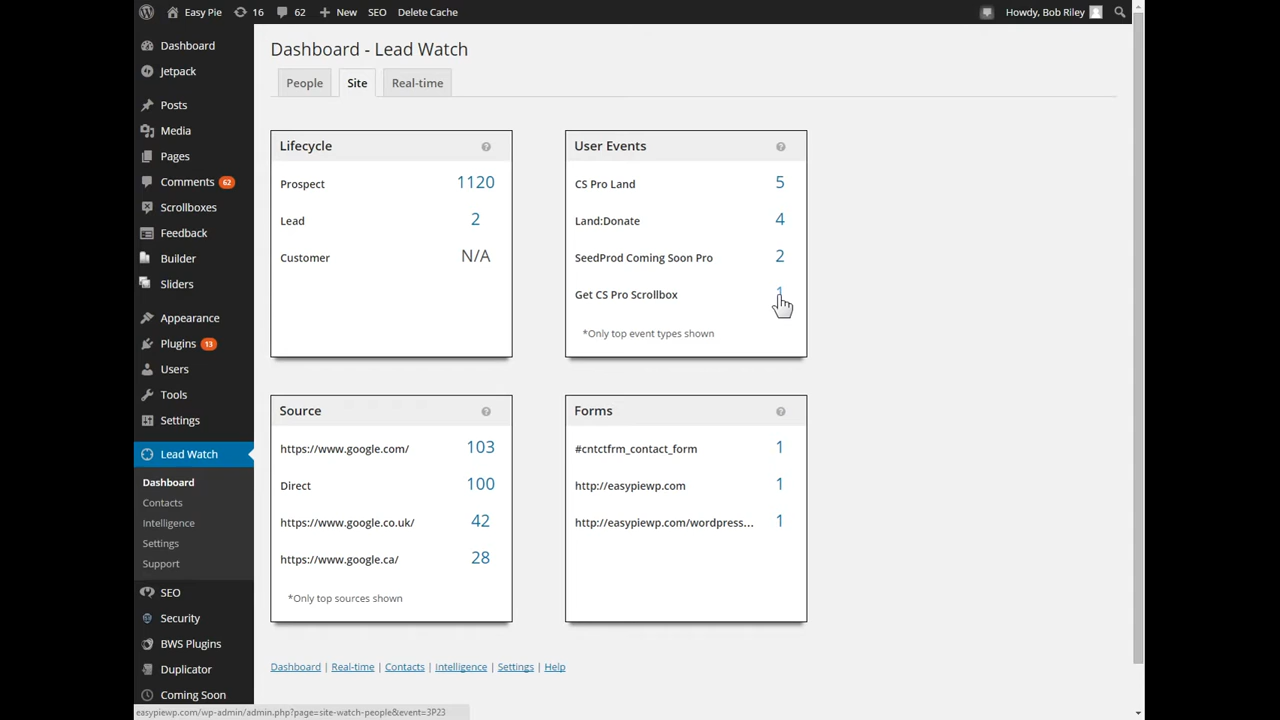 Easy Pie 16 62 New SEO Delete Cache Howdy, Bob Riley
Dashboard
Jetpack
Posts
Media
Pages
Comments 62
Scrollboxes
Feedback
Builder
Sliders
Appearance
Plugins 13
Users
Tools
Settings
Lead Watch
Dashboard
Contacts
Intelligence
Settings
Support
SEO
Security
BWS Plugins
Duplicator
Coming Soon
Dashboard - Lead Watch
People Site Real-time
Lifecycle ?
Prospect 1120
Lead 2
Customer N/A
User Events ?
CS Pro Land 5
Land:Donate 4
SeedProd Coming Soon Pro 2
Get CS Pro Scrollbox 1
*Only top event types shown
Source ?
https://www.google.com/ 103
Direct 100
https://www.google.co.uk/ 42
https://www.google.ca/ 28
*Only top sources shown
Forms ?
#cntctfrm_contact_form 1
http://easypiewp.com 1
http://easypiewp.com/wordpress... 1
Dashboard | Real-time | Contacts | Intelligence | Settings | Help
easypiewp.com/wp-admin/admin.php?page=site-watch-people&event=3P23